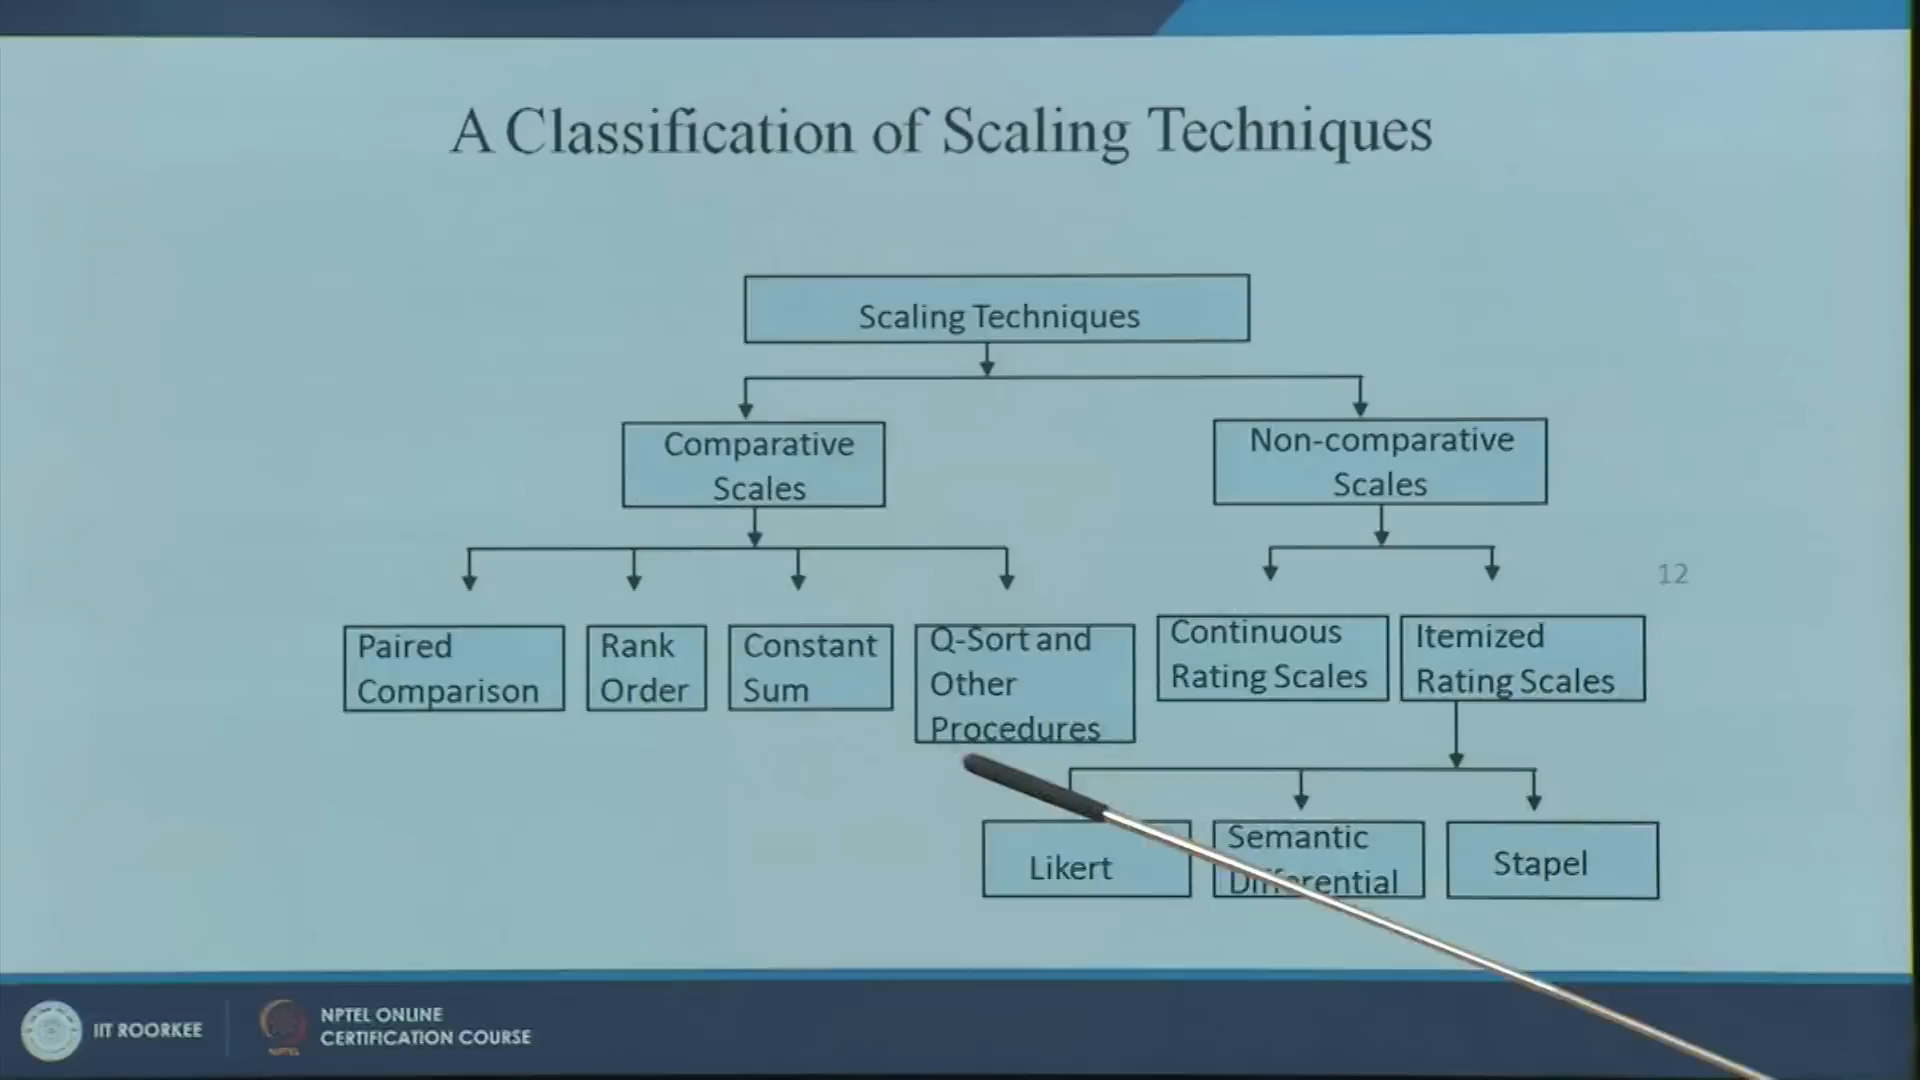 A Classification of Scaling Techniques
Scaling Techniques
Comparative
Scales
Non-comparative
Scales
12
Paired
Comparison
Rank
Order
Constant
Sum
Q-Sort and
Other
Procedures
Continuous
Rating Scales
Itemized
Rating Scales
Likert
Semantic
Differential
Stapel
IIT ROORKEE
NPTEL
NPTEL ONLINE
CERTIFICATION COURSE